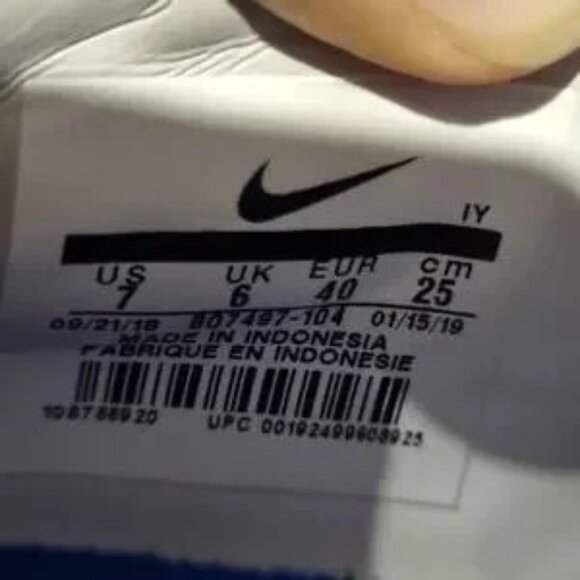 IY
US UK EUR cm
7 6 40 25
09/21/18 807497-104 01/15/19
MADE IN INDONESIA
FABRIQUE EN INDONESIE
UPC